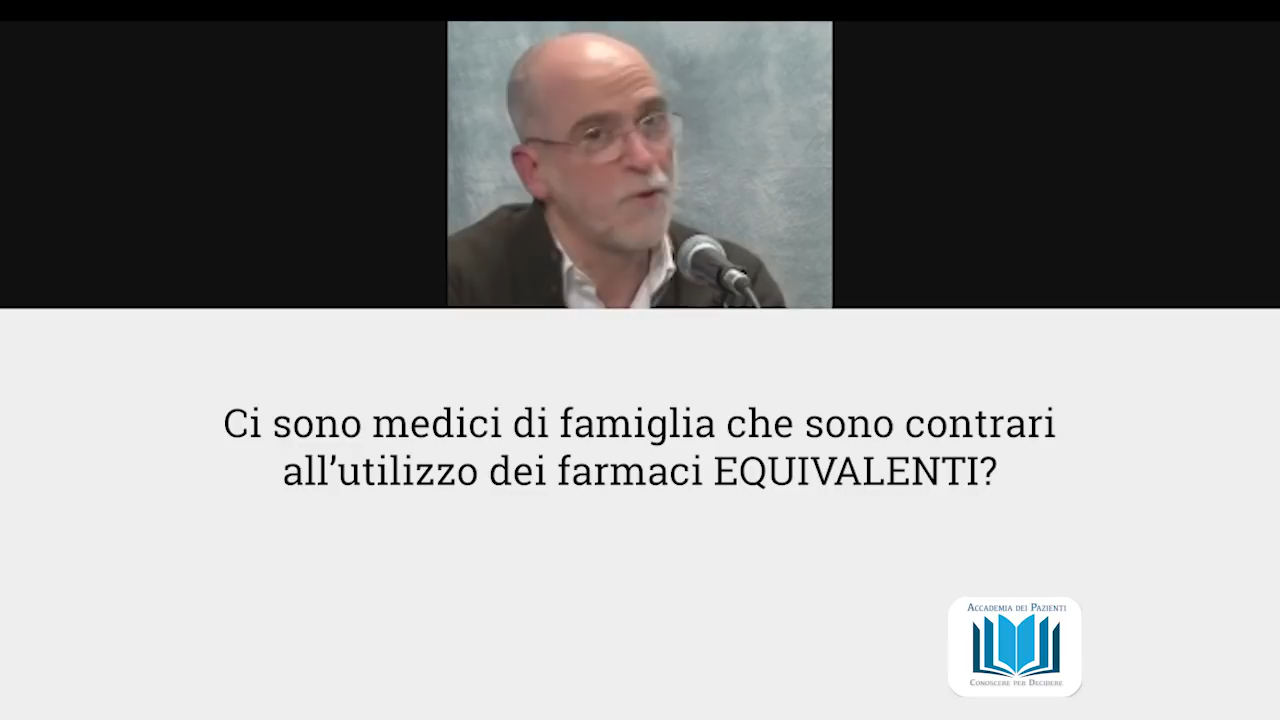 Ci sono medici di famiglia che sono contrari
all’utilizzo dei farmaci EQUIVALENTI?
ACCADEMIA DEI PAZIENTI
CONOSCERE PER DECIDERE